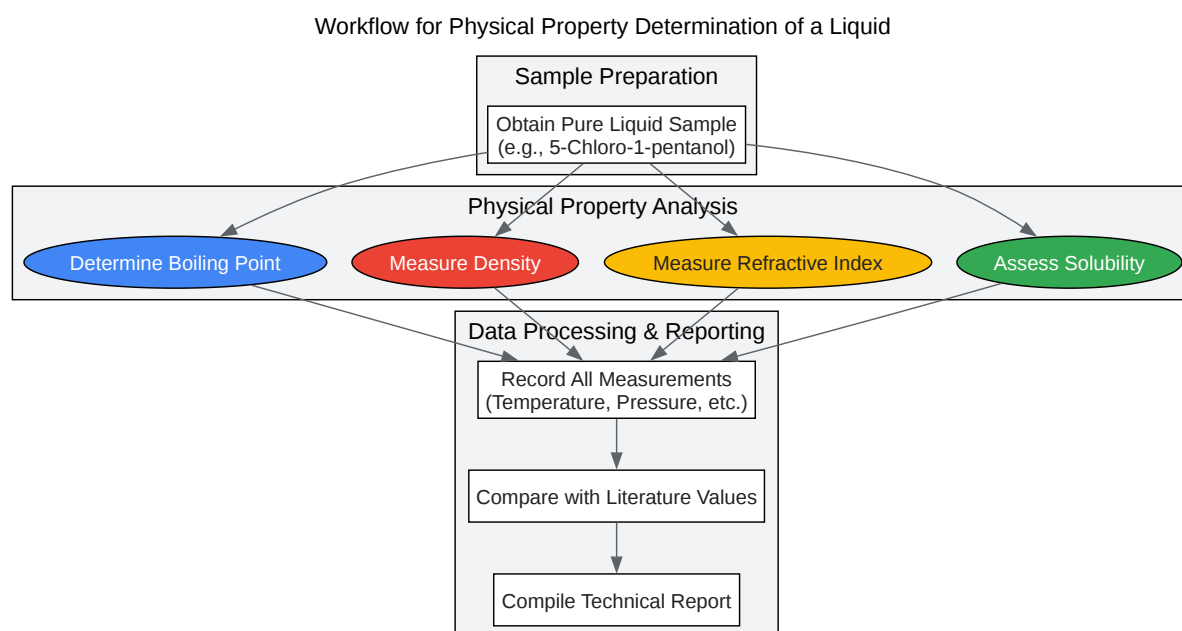 Workflow for Physical Property Determination of a Liquid
Sample Preparation
Obtain Pure Liquid Sample
(e.g., 5-Chloro-1-pentanol)
Physical Property Analysis
Determine Boiling Point
Measure Density
Measure Refractive Index
Assess Solubility
Data Processing & Reporting
Record All Measurements
(Temperature, Pressure, etc.)
Compare with Literature Values
Compile Technical Report